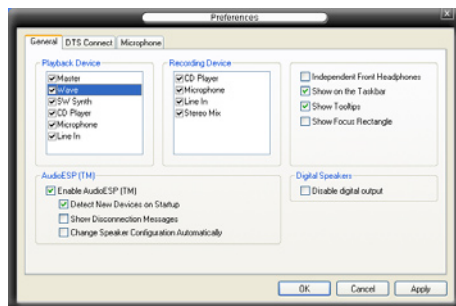 Preferences
General
DTS Connect
Microphone
Playback Device
Master
Wave
SW Synth
CD Player
Microphone
Line In
Recording Device
CD Player
Microphone
Line In
Stereo Mix
Independent Front Headphones
Show on the Taskbar
Show Tooltips
Show Focus Rectangle
AudioESP (TM)
Enable AudioESP (TM)
Detect New Devices on Startup
Show Disconnection Messages
Change Speaker Configuration Automatically
Digital Speakers
Disable digital output
OK
Cancel
Apply